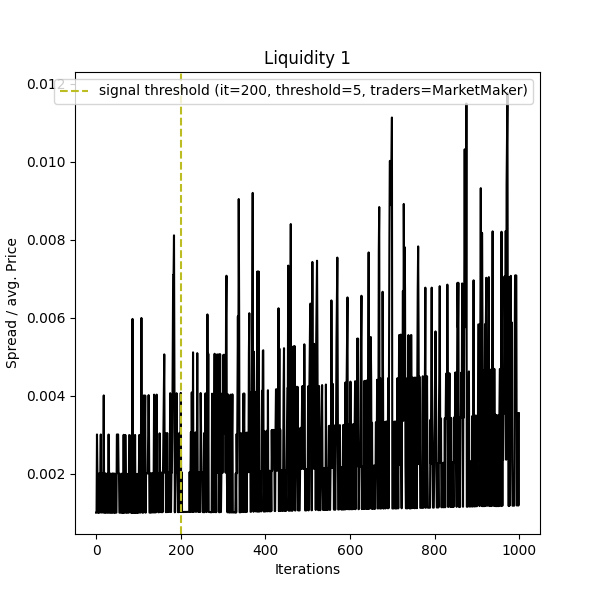 Liquidity 1
0.012
signal threshold (it=200, threshold=5, traders=MarketMaker)
0.010
0.008
0.006
0.004
0.002
Spread / avg. Price
0 200 400 600 800 1000
Iterations